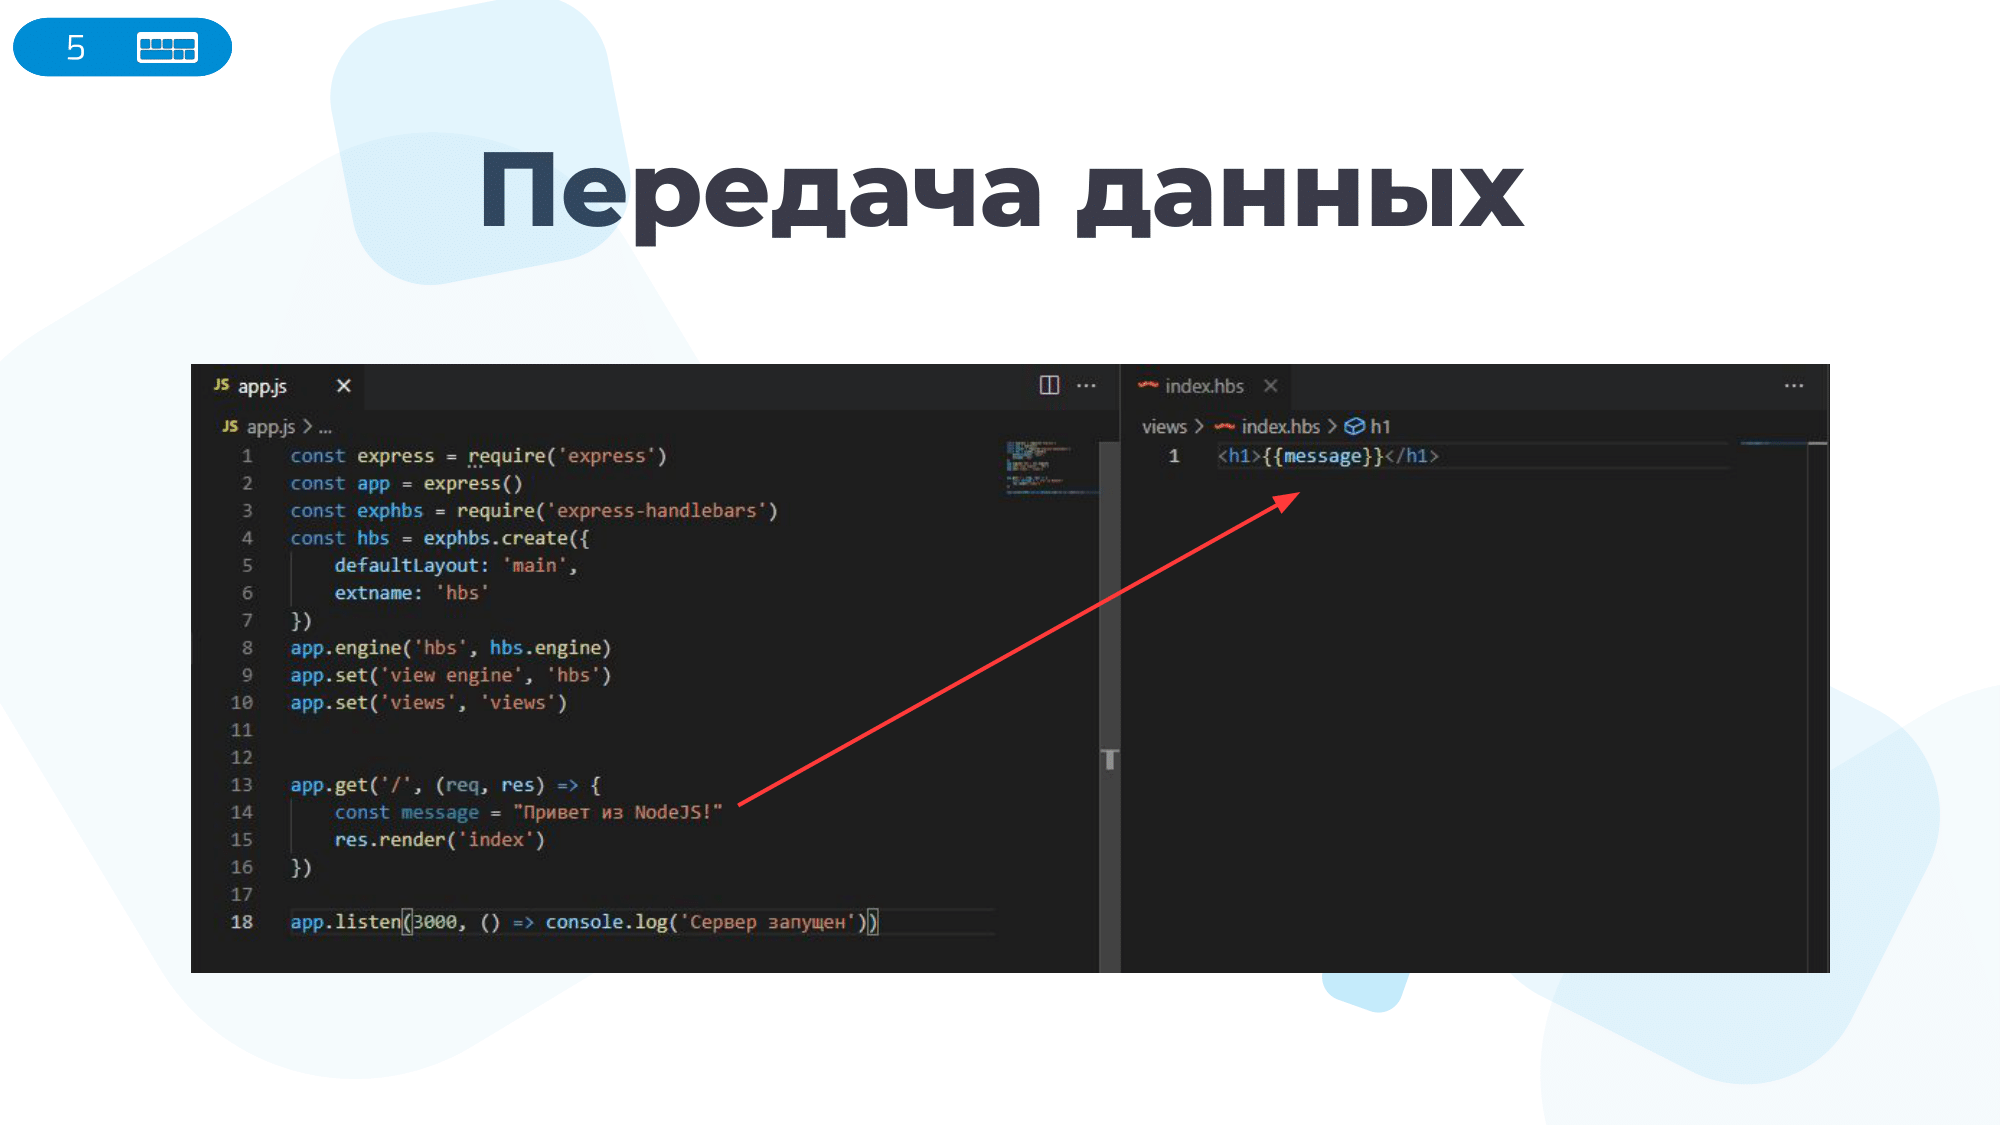 5
Передача данных
JS app.js
JS app.js > ...
1 const express = require('express')
2 const app = express()
3 const exphbs = require('express-handlebars')
4 const hbs = exphbs.create({
5 defaultLayout: 'main',
6 extname: 'hbs'
7 })
8 app.engine('hbs', hbs.engine)
9 app.set('view engine', 'hbs')
10 app.set('views', 'views')
11
12
13 app.get('/', (req, res) => {
14 const message = "Привет из NodeJS!"
15 res.render('index')
16 })
17
18 app.listen(3000, () => console.log('Сервер запущен'))
index.hbs
views > index.hbs > h1
1 <h1>{{message}}</h1>